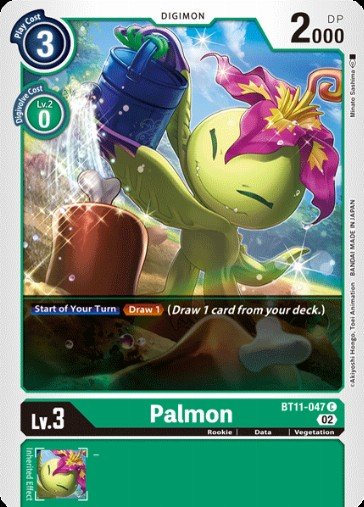 Play Cost
3
DIGIMON
DP
2000
Digivolve Cost
Lv.2
0
Minato Sashima
©Akiyoshi Hongo, Toei Animation BANDAI MADE IN JAPAN
Start of Your Turn Draw 1 (Draw 1 card from your deck.)
Lv.3
Palmon
BT11-047 C
02
Rookie | Data | Vegetation
Inherited Effect
-